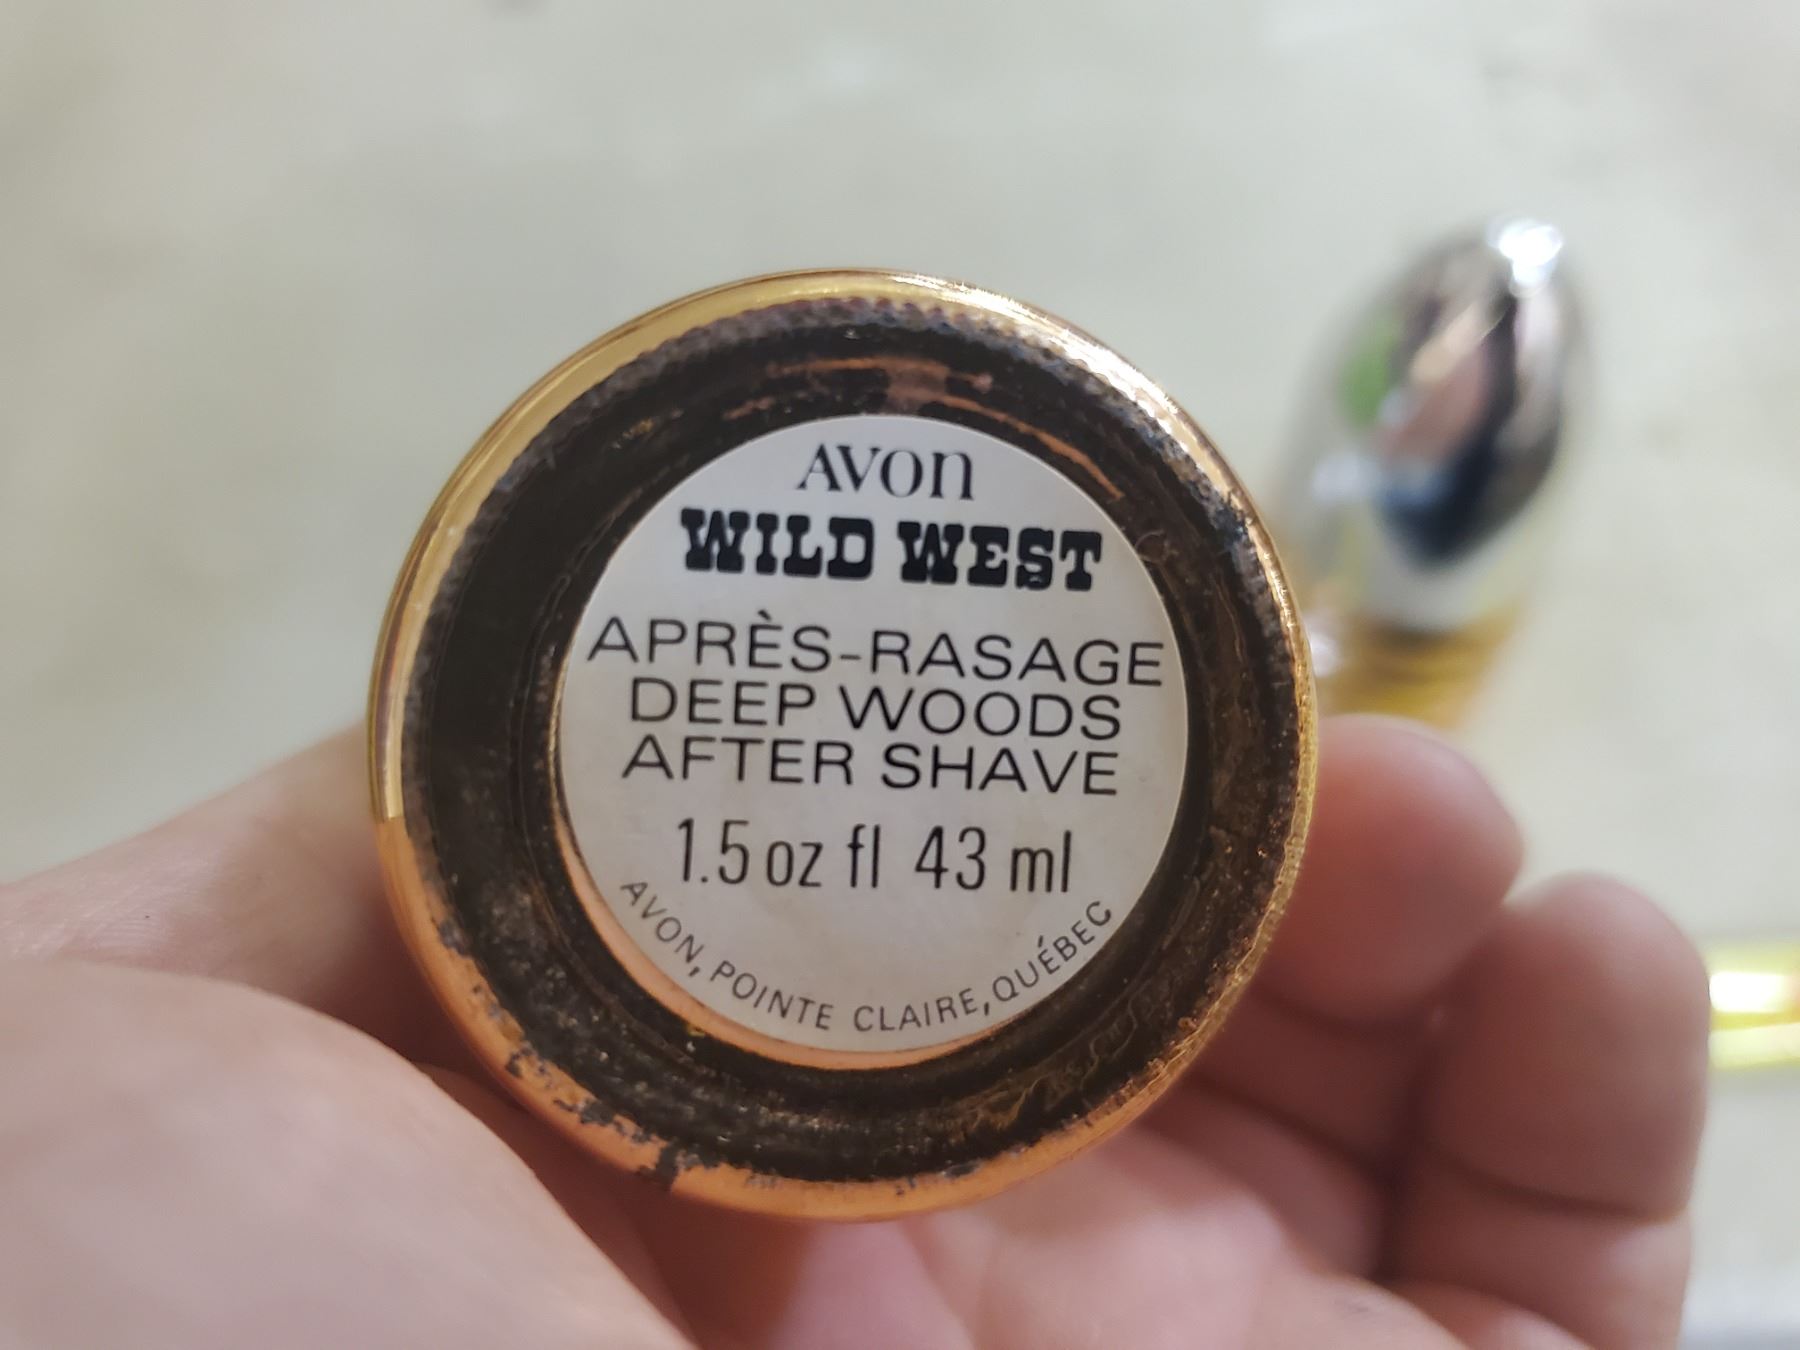 AVON
WILD WEST
APRÈS-RASAGE
DEEP WOODS
AFTER SHAVE
1.5 oz fl 43 ml
AVON, POINTE CLAIRE, QUÉBEC